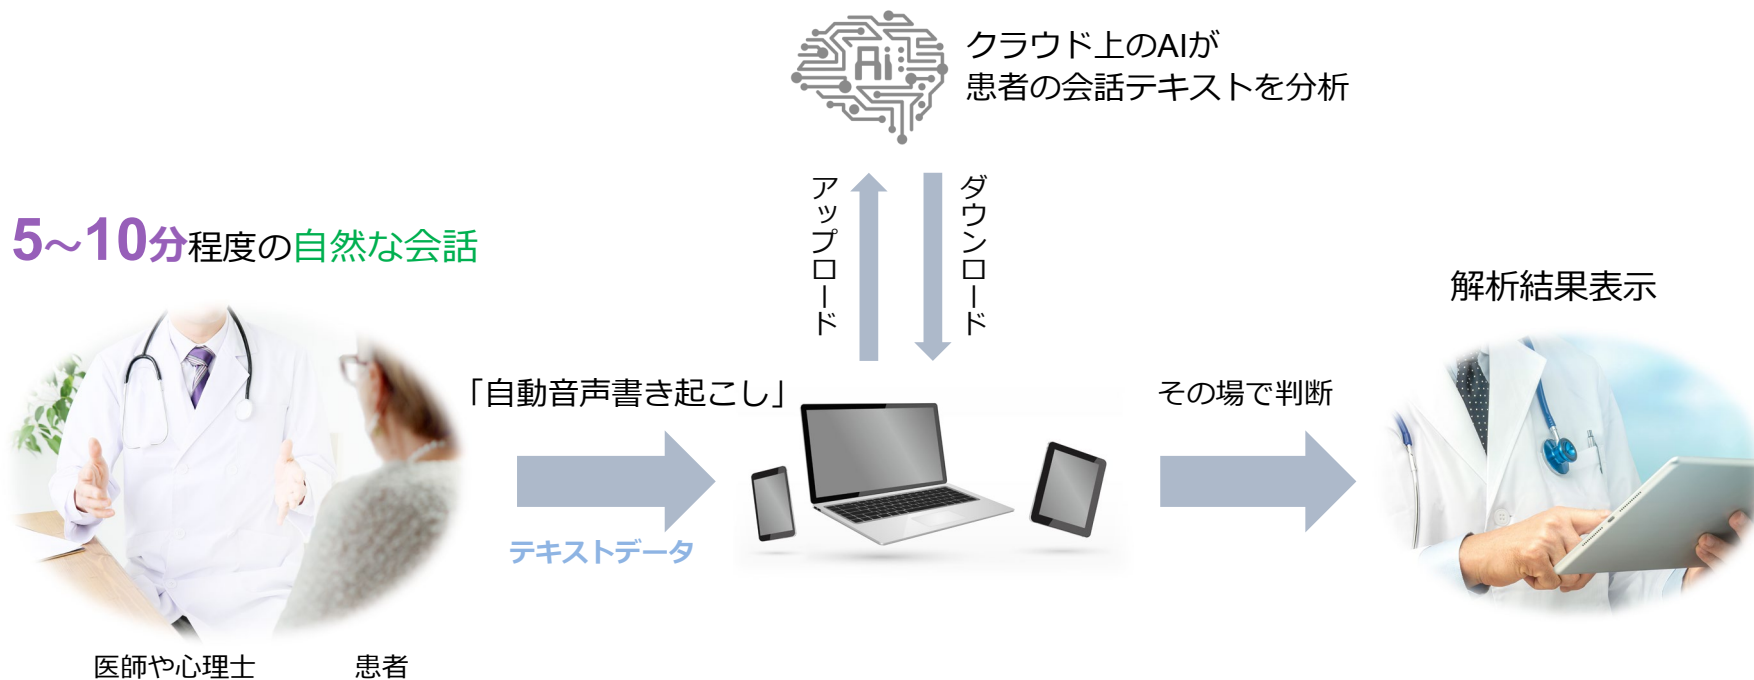 Ai
クラウド上のAIが
患者の会話テキストを分析
アップロード
ダウンロード
5～10分程度の自然な会話
解析結果表示
「自動音声書き起こし」
その場で判断
テキストデータ
医師や心理士
患者